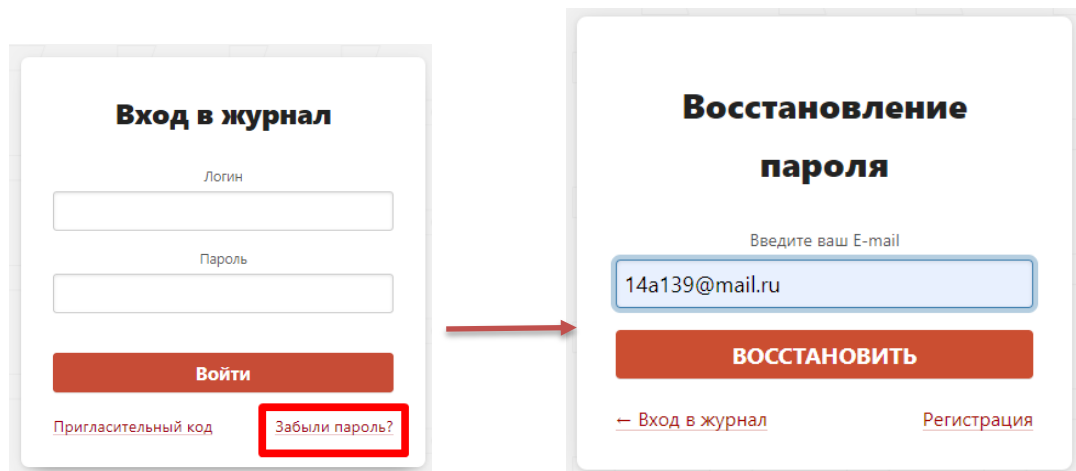 Вход в журнал
Логин
Пароль
Войти
Пригласительный код
Забыли пароль?
Восстановление
пароля
Введите ваш E-mail
14a139@mail.ru
ВОССТАНОВИТЬ
← Вход в журнал
Регистрация